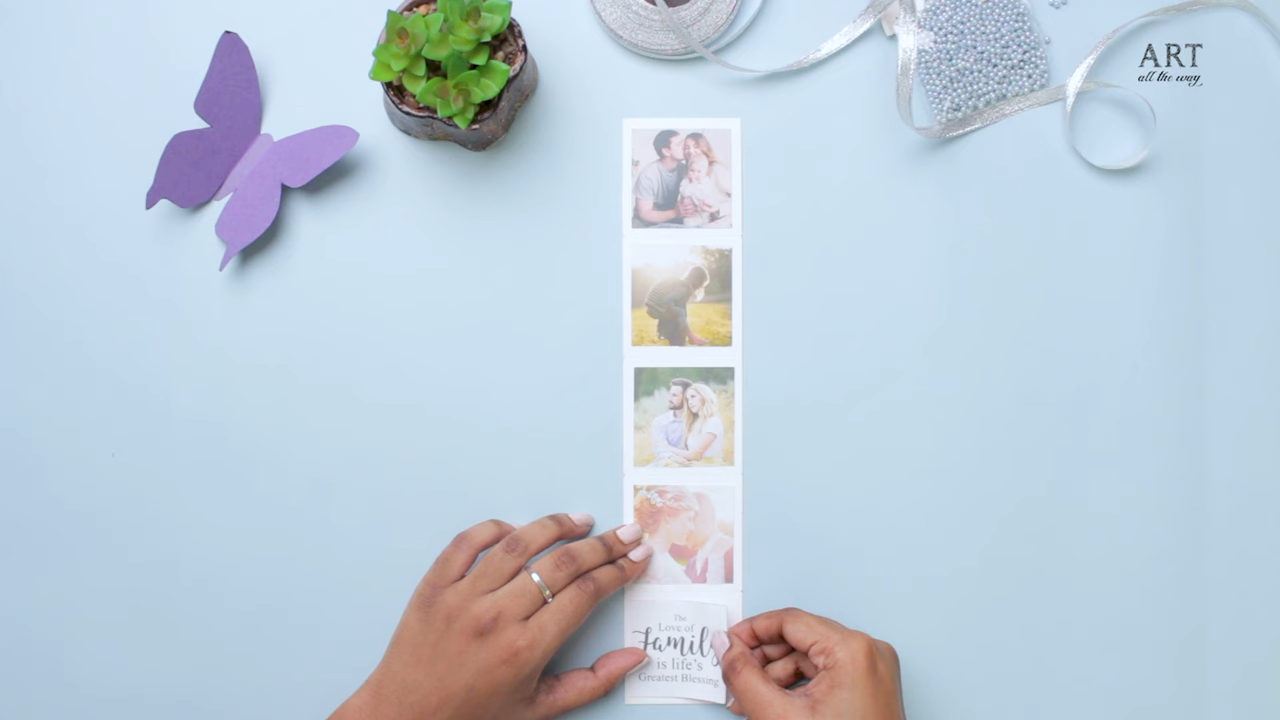 ART
all the way
The
Love of
Family
is life's
Greatest Blessing